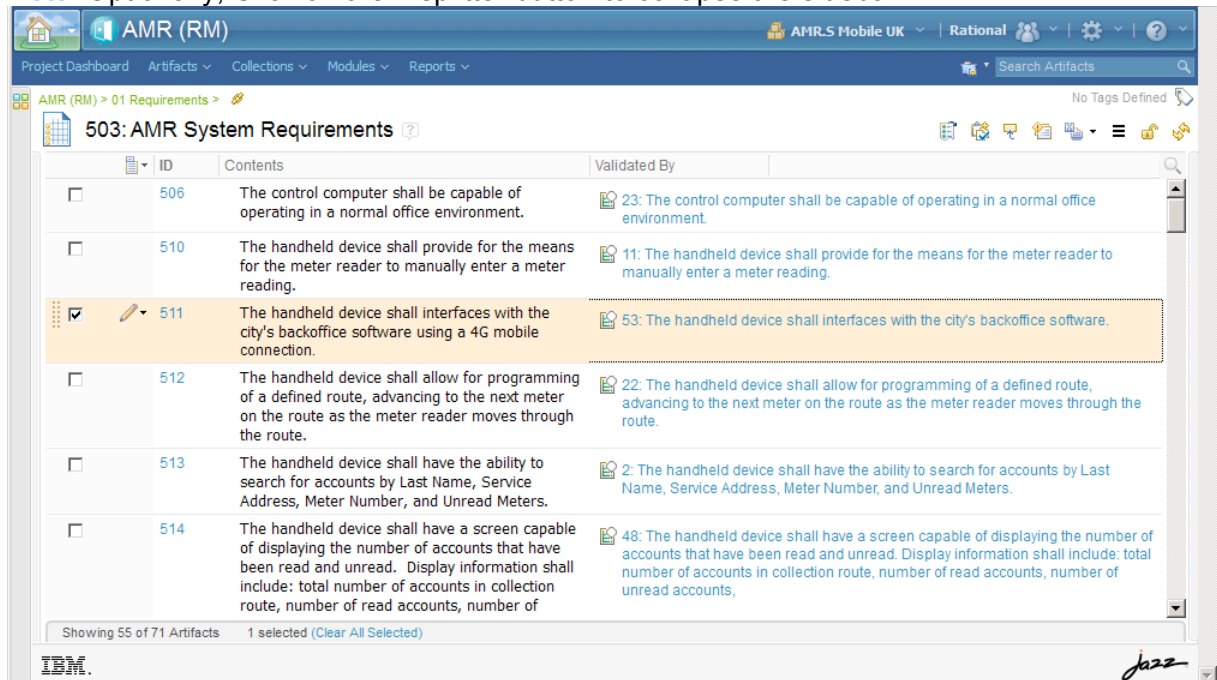 AMR (RM)
AMR.S Mobile UK | Rational | |
Project Dashboard Artifacts Collections Modules Reports Search Artifacts
AMR (RM) > 01 Requirements > No Tags Defined
503: AMR System Requirements
ID Contents Validated By
506 The control computer shall be capable of
operating in a normal office environment.
23: The control computer shall be capable of operating in a normal office
environment.
510 The handheld device shall provide for the means
for the meter reader to manually enter a meter
reading.
11: The handheld device shall provide for the means for the meter reader to
manually enter a meter reading.
511 The handheld device shall interfaces with the
city's backoffice software using a 4G mobile
connection.
53: The handheld device shall interfaces with the city's backoffice software.
512 The handheld device shall allow for programming
of a defined route, advancing to the next meter
on the route as the meter reader moves through
the route.
22: The handheld device shall allow for programming of a defined route,
advancing to the next meter on the route as the meter reader moves through the
route.
513 The handheld device shall have the ability to
search for accounts by Last Name, Service
Address, Meter Number, and Unread Meters.
2: The handheld device shall have the ability to search for accounts by Last
Name, Service Address, Meter Number, and Unread Meters.
514 The handheld device shall have a screen capable
of displaying the number of accounts that have
been read and unread. Display information shall
include: total number of accounts in collection
route, number of read accounts, number of
48: The handheld device shall have a screen capable of displaying the number of
accounts that have been read and unread. Display information shall include: total
number of accounts in collection route, number of read accounts, number of
unread accounts,
Showing 55 of 71 Artifacts 1 selected (Clear All Selected)
IBM. jazz